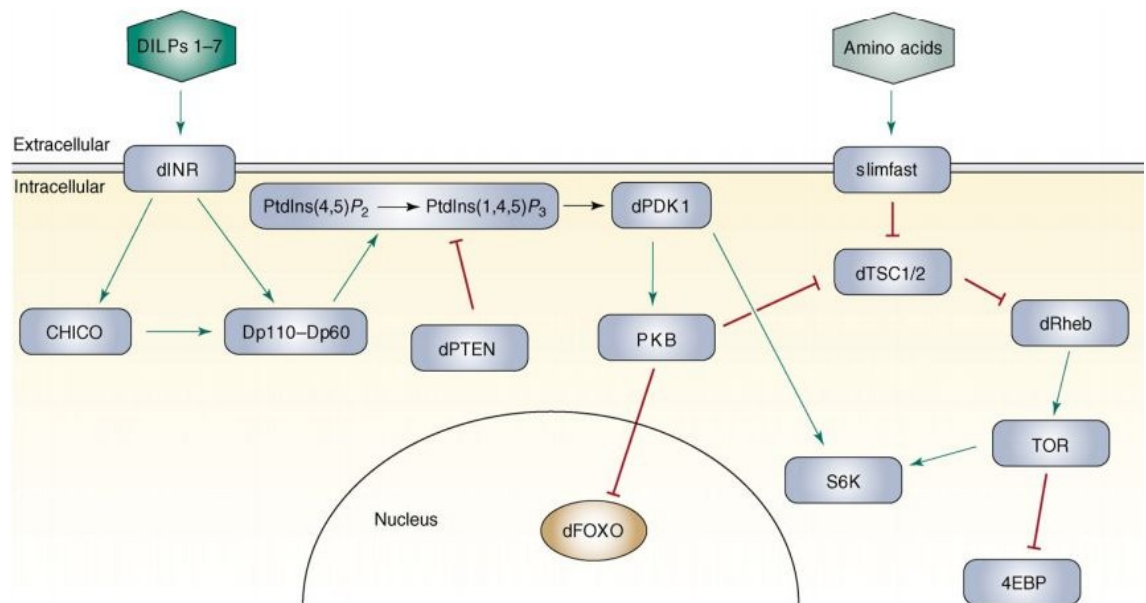 DILPs 1–7
Amino acids
Extracellular
dINR
slimfast
Intracellular
PtdIns(4,5)P₂
PtdIns(1,4,5)P₃
dPDK1
dTSC1/2
CHICO
Dp110–Dp60
dPTEN
PKB
dRheb
TOR
S6K
Nucleus
dFOXO
4EBP